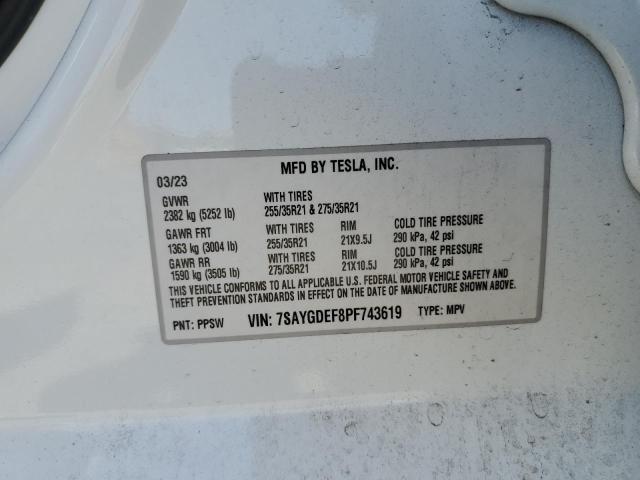 MFD BY TESLA, INC.
03/23
GVWR WITH TIRES
2382 kg (5252 lb) 255/35R21 & 275/35R21
GAWR FRT WITH TIRES RIM COLD TIRE PRESSURE
1363 kg (3004 lb) 255/35R21 21X9.5J 290 kPa, 42 psi
GAWR RR WITH TIRES RIM COLD TIRE PRESSURE
1590 kg (3505 lb) 275/35R21 21X10.5J 290 kPa, 42 psi
THIS VEHICLE CONFORMS TO ALL APPLICABLE U.S. FEDERAL MOTOR VEHICLE SAFETY AND
THEFT PREVENTION STANDARDS IN EFFECT ON THE DATE OF MANUFACTURE SHOWN ABOVE.
PNT: PPSW VIN: 7SAYGDEF8PF743619 TYPE: MPV